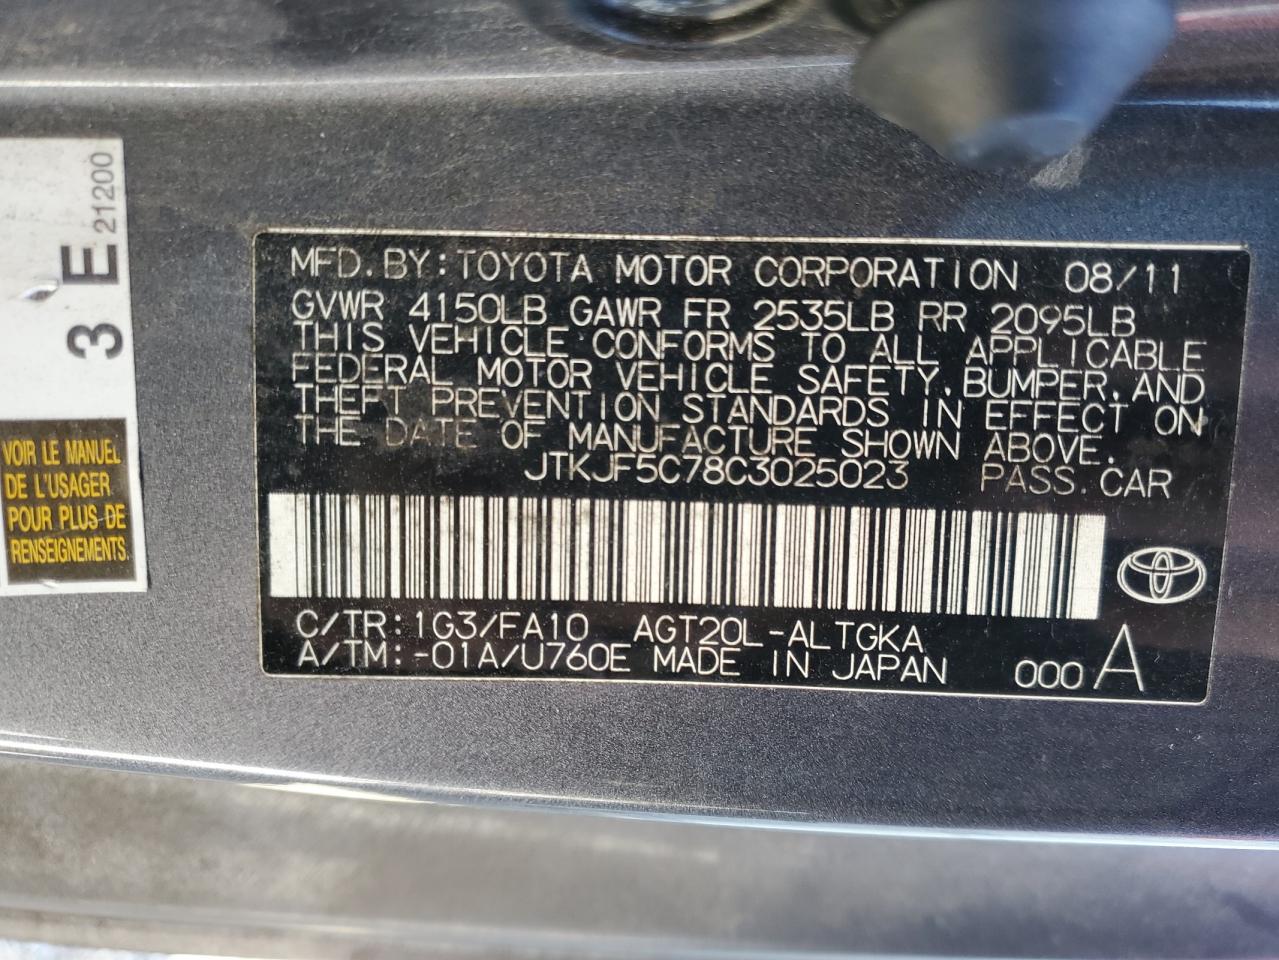 3 E 21200
VOIR LE MANUEL
DE L'USAGER
POUR PLUS DE
RENSEIGNEMENTS.
MFD.BY:TOYOTA MOTOR CORPORATION 08/11
GVWR 4150LB GAWR FR 2535LB RR 2095LB
THIS VEHICLE CONFORMS TO ALL APPLICABLE
FEDERAL MOTOR VEHICLE SAFETY,BUMPER,AND
THEFT PREVENTION STANDARDS IN EFFECT ON
THE DATE OF MANUFACTURE SHOWN ABOVE.
JTKJF5C78C3025023 PASS.CAR
C/TR:1G3/FA10 AGT20L-ALTGKA
A/TM:-01A/U760E MADE IN JAPAN 000 A